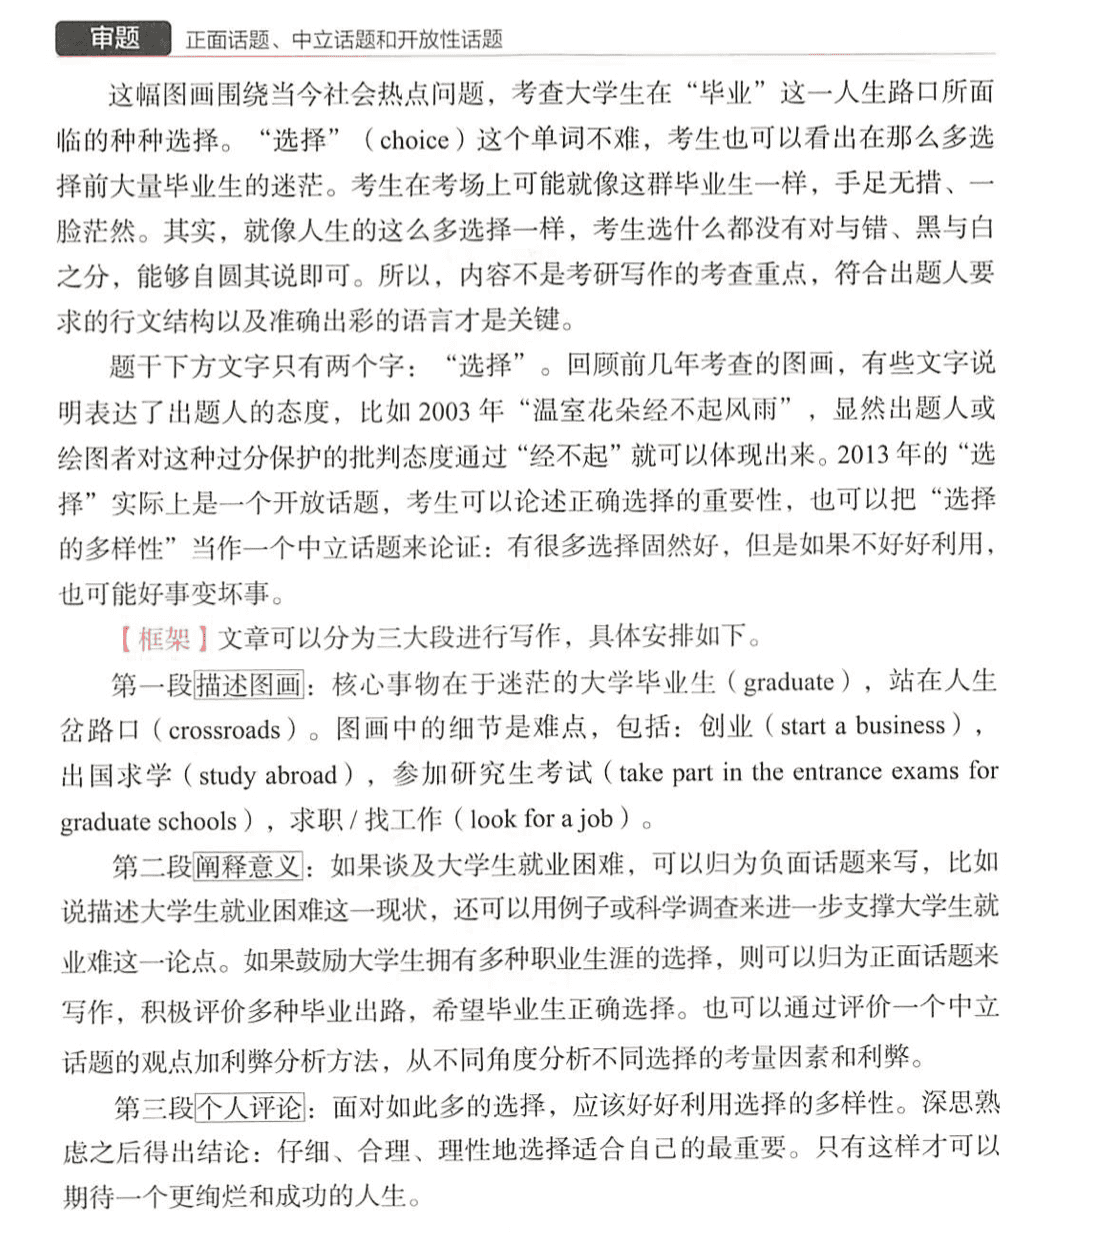 审题 正面话题、中立话题和开放性话题
这幅图画围绕当今社会热点问题，考查大学生在“毕业”这一人生路口所面
临的种种选择。“选择”（choice）这个单词不难，考生也可以看出在那么多选
择前大量毕业生的迷茫。考生在考场上可能就像这群毕业生一样，手足无措、一
脸茫然。其实，就像人生的这么多选择一样，考生选什么都没有对与错、黑与白
之分，能够自圆其说即可。所以，内容不是考研写作的考查重点，符合出题人要
求的行文结构以及准确出彩的语言才是关键。
题干下方文字只有两个字：“选择”。回顾前几年考查的图画，有些文字说
明表达了出题人的态度，比如 2003 年“温室花朵经不起风雨”，显然出题人或
绘图者对这种过分保护的批判态度通过“经不起”就可以体现出来。2013 年的“选
择”实际上是一个开放话题，考生可以论述正确选择的重要性，也可以把“选择
的多样性”当作一个中立话题来论证：有很多选择固然好，但是如果不好好利用，
也可能好事变坏事。
【框架】文章可以分为三大段进行写作，具体安排如下。
第一段描述图画：核心事物在于迷茫的大学毕业生（graduate），站在人生
岔路口（crossroads）。图画中的细节是难点，包括：创业（start a business），
出国求学（study abroad），参加研究生考试（take part in the entrance exams for
graduate schools），求职 / 找工作（look for a job）。
第二段阐释意义：如果谈及大学生就业困难，可以归为负面话题来写，比如
说描述大学生就业困难这一现状，还可以用例子或科学调查来进一步支撑大学生就
业难这一论点。如果鼓励大学生拥有多种职业生涯的选择，则可以归为正面话题来
写作，积极评价多种毕业出路，希望毕业生正确选择。也可以通过评价一个中立
话题的观点加利弊分析方法，从不同角度分析不同选择的考量因素和利弊。
第三段个人评论：面对如此多的选择，应该好好利用选择的多样性。深思熟
虑之后得出结论：仔细、合理、理性地选择适合自己的最重要。只有这样才可以
期待一个更绚烂和成功的人生。